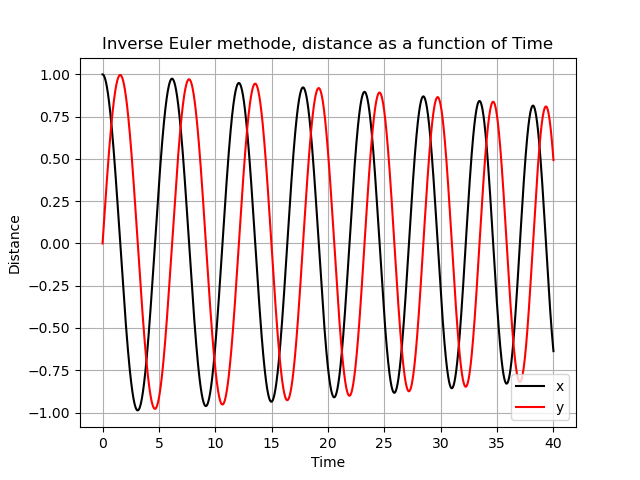 Inverse Euler methode, distance as a function of Time
1.00
0.75
0.50
0.25
0.00
−0.25
−0.50
−0.75
−1.00
Distance
0 5 10 15 20 25 30 35 40
Time
x
y